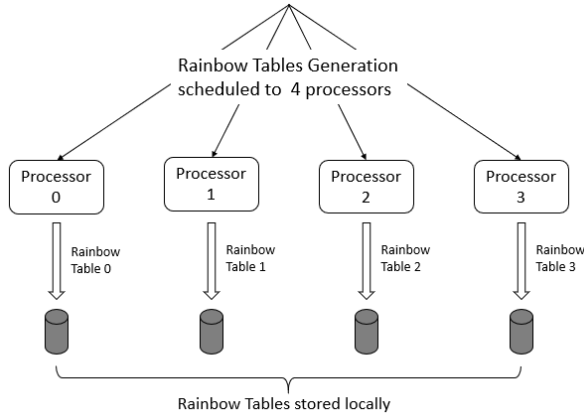 Rainbow Tables Generation
scheduled to 4 processors
Processor
0
Processor
1
Processor
2
Processor
3
Rainbow
Table 0
Rainbow
Table 1
Rainbow
Table 2
Rainbow
Table 3
Rainbow Tables stored locally